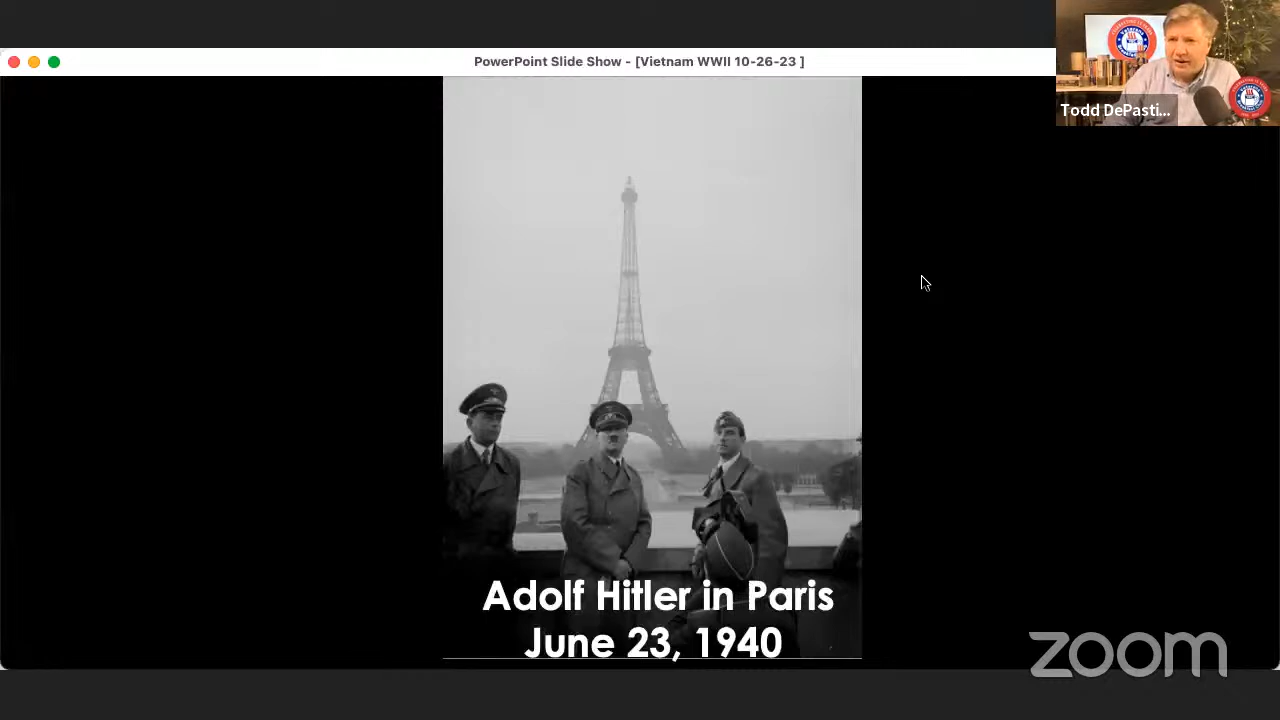 PowerPoint Slide Show - [Vietnam WWII 10-26-23 ]
Todd DePasti...
Adolf Hitler in Paris
June 23, 1940
zoom